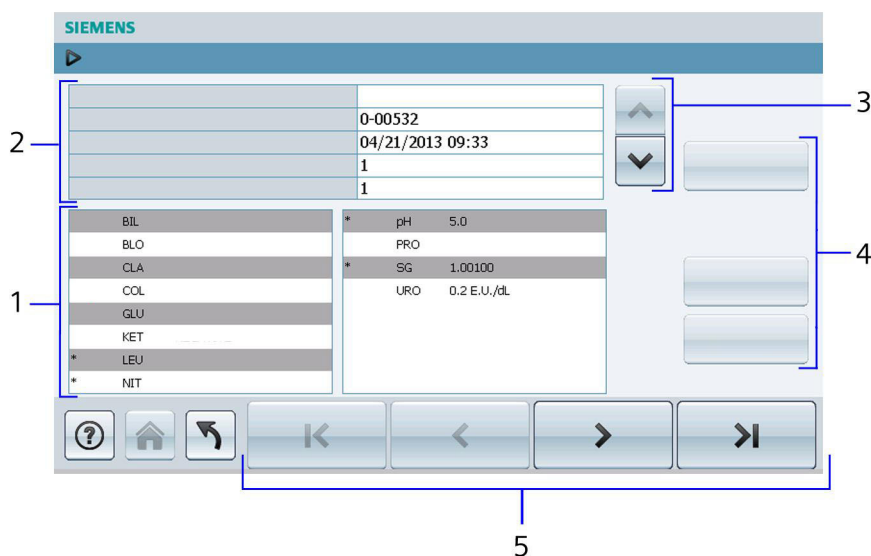 SIEMENS
0-00532
04/21/2013 09:33
1
1
BIL
BLO
CLA
COL
GLU
KET
* LEU
* NIT
* pH 5.0
PRO
* SG 1.00100
URO 0.2 E.U./dL
?
2
1
3
4
5